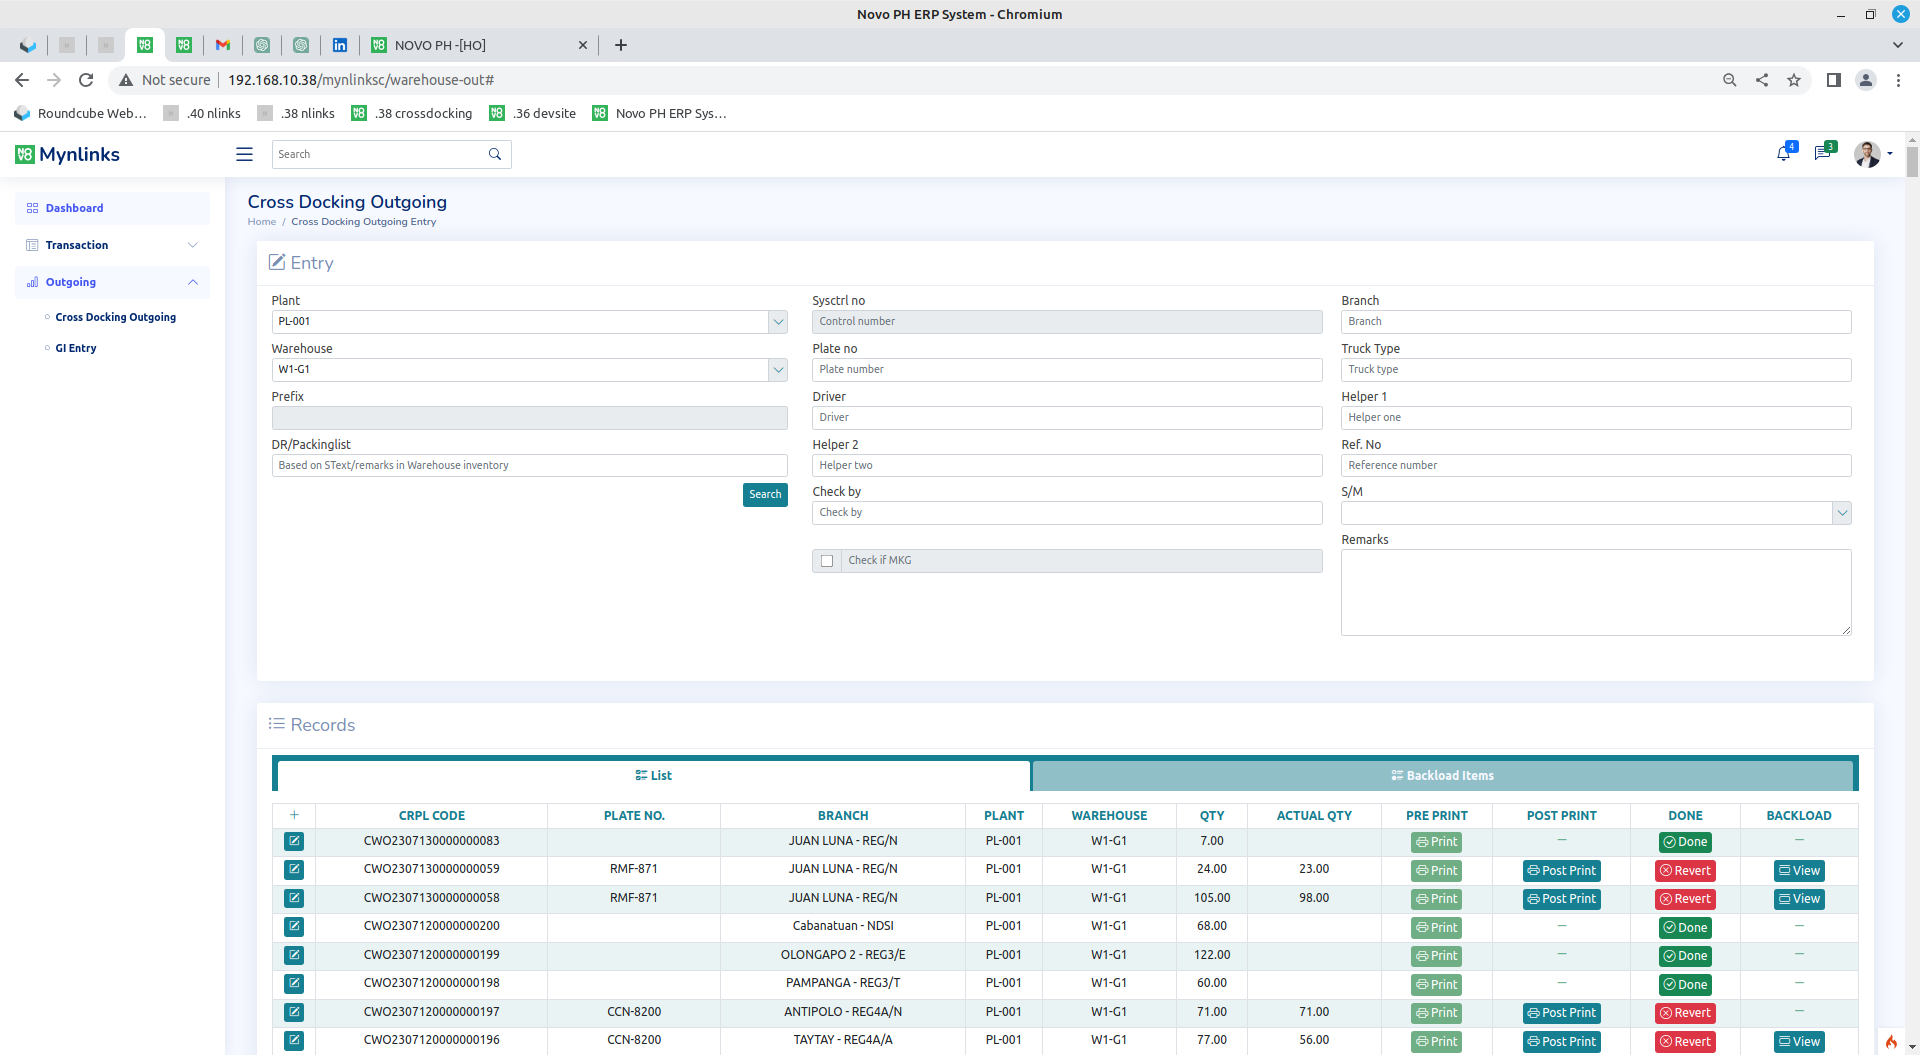 Novo PH ERP System - Chromium
NOVO PH -[HO]
Not secure
192.168.10.38/mynlinksc/warehouse-out#
Roundcube Web...
.40 nlinks
.38 nlinks
.38 crossdocking
.36 devsite
Novo PH ERP Sys...
Mynlinks
Search
4
3
Dashboard
Transaction
Outgoing
Cross Docking Outgoing
GI Entry
Cross Docking Outgoing
Home / Cross Docking Outgoing Entry
Entry
Plant
PL-001
Warehouse
W1-G1
Prefix
DR/Packinglist
Based on SText/remarks in Warehouse inventory
Search
Sysctrl no
Control number
Plate no
Plate number
Driver
Driver
Helper 2
Helper two
Check by
Check by
Check if MKG
Branch
Branch
Truck Type
Truck type
Helper 1
Helper one
Ref. No
Reference number
S/M
Remarks
Records
List
Backload Items
+ CRPL CODE PLATE NO. BRANCH PLANT WAREHOUSE QTY ACTUAL QTY PRE PRINT POST PRINT DONE BACKLOAD
CWO2307130000000083 JUAN LUNA - REG/N PL-001 W1-G1 7.00 Print — Done —
CWO2307130000000059 RMF-871 JUAN LUNA - REG/N PL-001 W1-G1 24.00 23.00 Print Post Print Revert View
CWO2307130000000058 RMF-871 JUAN LUNA - REG/N PL-001 W1-G1 105.00 98.00 Print Post Print Revert View
CWO2307120000000200 Cabanatuan - NDSI PL-001 W1-G1 68.00 Print — Done —
CWO2307120000000199 OLONGAPO 2 - REG3/E PL-001 W1-G1 122.00 Print — Done —
CWO2307120000000198 PAMPANGA - REG3/T PL-001 W1-G1 60.00 Print — Done —
CWO2307120000000197 CCN-8200 ANTIPOLO - REG4A/N PL-001 W1-G1 71.00 71.00 Print Post Print Revert —
CWO2307120000000196 CCN-8200 TAYTAY - REG4A/A PL-001 W1-G1 77.00 56.00 Print Post Print Revert View